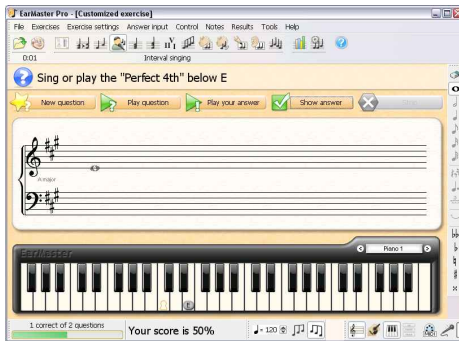 EarMaster Pro - [Customized exercise]
File Exercises Exercise settings Answer input Control Notes Results Tools Help
0:01 Interval singing
Sing or play the "Perfect 4th" below E
New question Play question Play your answer Show answer
A major
EarMaster
Piano 1
1 correct of 2 questions
Your score is 50%
= 120